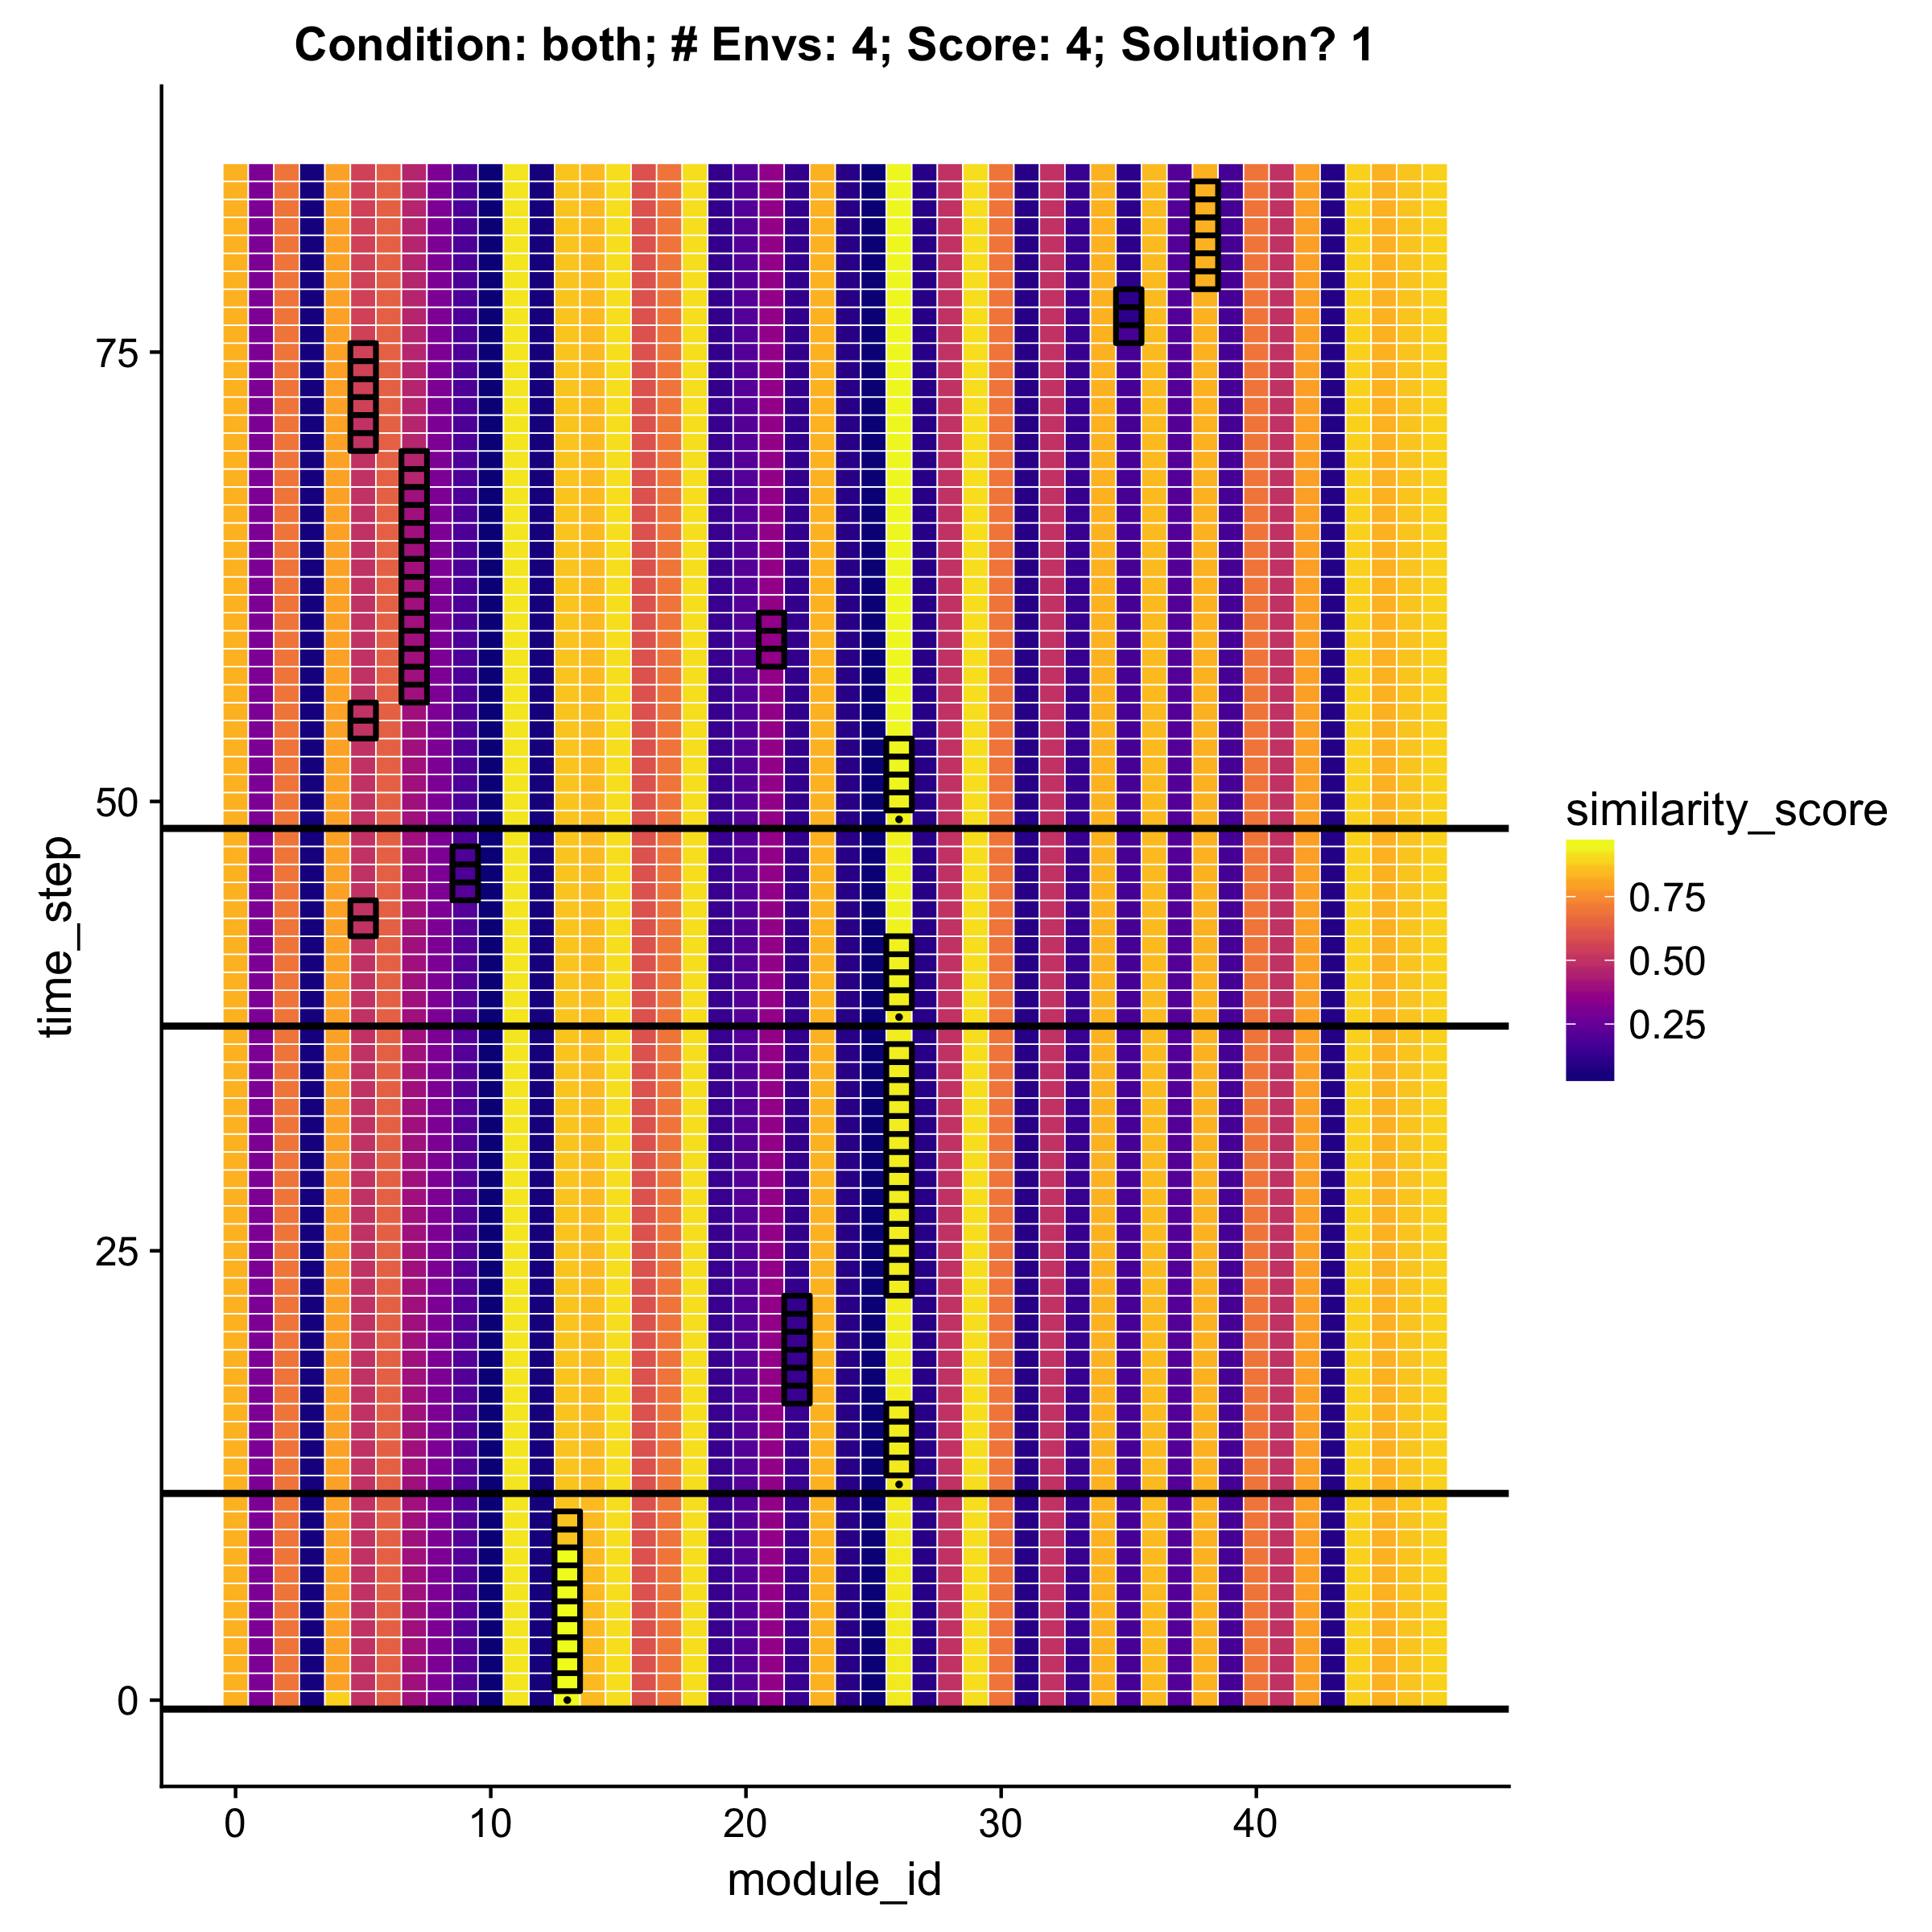 Condition: both; # Envs: 4; Score: 4; Solution? 1
time_step
75
50
25
0
0 10 20 30 40
module_id
similarity_score
0.75
0.50
0.25